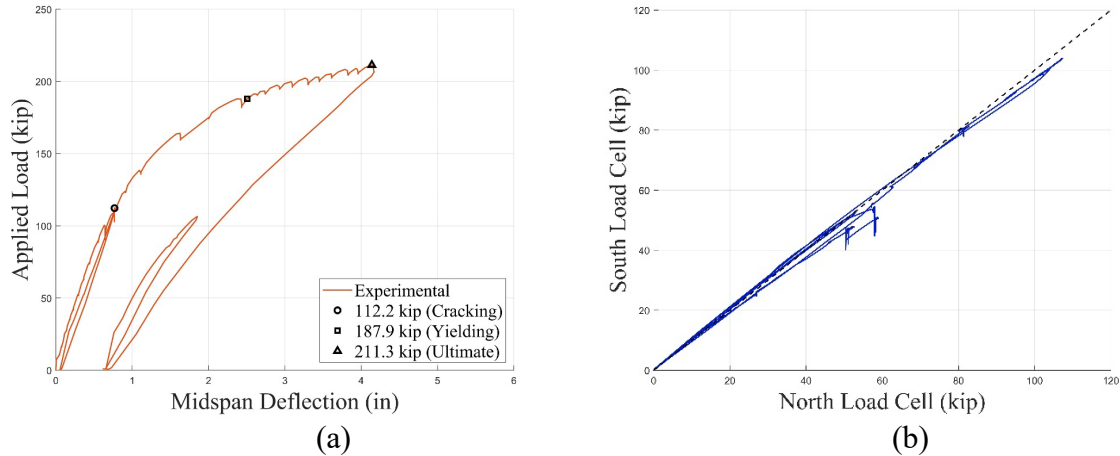 250
200
150
100
50
0
0 1 2 3 4 5 6
Applied Load (kip)
Midspan Deflection (in)
Experimental
112.2 kip (Cracking)
187.9 kip (Yielding)
211.3 kip (Ultimate)
(a)
120
100
80
60
40
20
0
0 20 40 60 80 100 120
South Load Cell (kip)
North Load Cell (kip)
(b)